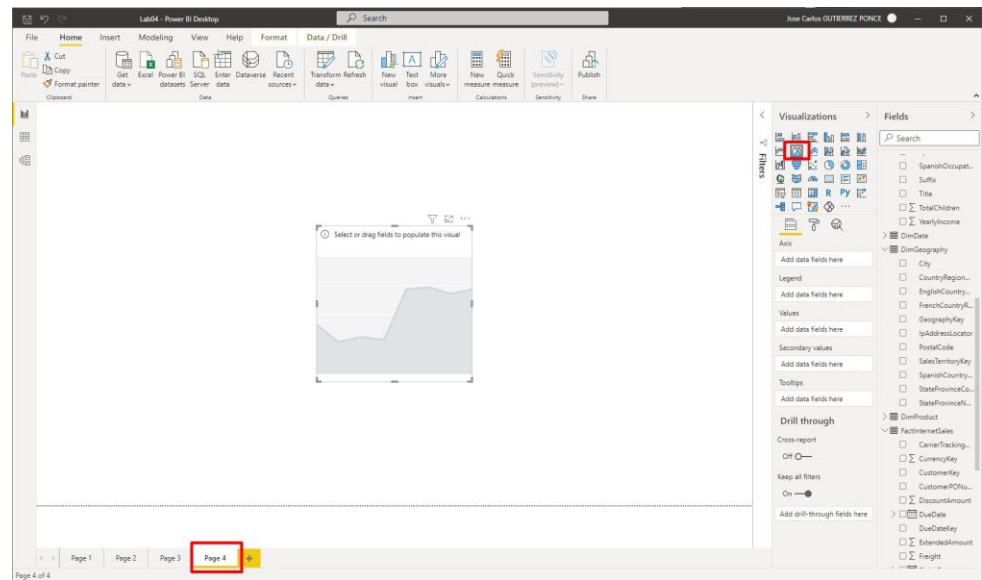 Lab04 - Power BI Desktop
Search
Jose Carlos GUTIERREZ PONCE
File Home Insert Modeling View Help Format Data / Drill
Paste
Cut
Copy
Format painter
Clipboard
Get data
Excel
Power BI datasets
SQL Server
Enter data
Dataverse
Recent sources
Data
Transform data
Refresh
Queries
New visual
Text box
More visuals
Insert
New measure
Quick measure
Calculations
Sensitivity (preview)
Sensitivity
Publish
Share
Select or drag fields to populate this visual
Filters
Visualizations
R Py
Axis
Add data fields here
Legend
Add data fields here
Values
Add data fields here
Secondary values
Add data fields here
Tooltips
Add data fields here
Drill through
Cross-report
Off
Keep all filters
On
Add drill-through fields here
Fields
Search
SpanishOccupat...
Suffix
Title
TotalChildren
YearlyIncome
DimDate
DimGeography
City
CountryRegion...
EnglishCountry...
FrenchCountryR...
GeographyKey
IpAddressLocator
PostalCode
SalesTerritoryKey
SpanishCountry...
StateProvinceCo...
StateProvinceN...
DimProduct
FactInternetSales
CarrierTracking...
CurrencyKey
CustomerKey
CustomerPONu...
DiscountAmount
DueDate
DueDateKey
ExtendedAmount
Freight
Page 1 Page 2 Page 3 Page 4 +
Page 4 of 4